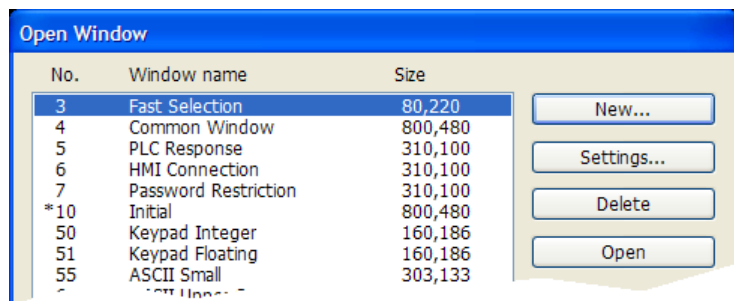 Open Window
No. Window name Size
3 Fast Selection 80,220
4 Common Window 800,480
5 PLC Response 310,100
6 HMI Connection 310,100
7 Password Restriction 310,100
*10 Initial 800,480
50 Keypad Integer 160,186
51 Keypad Floating 160,186
55 ASCII Small 303,133
New...
Settings...
Delete
Open